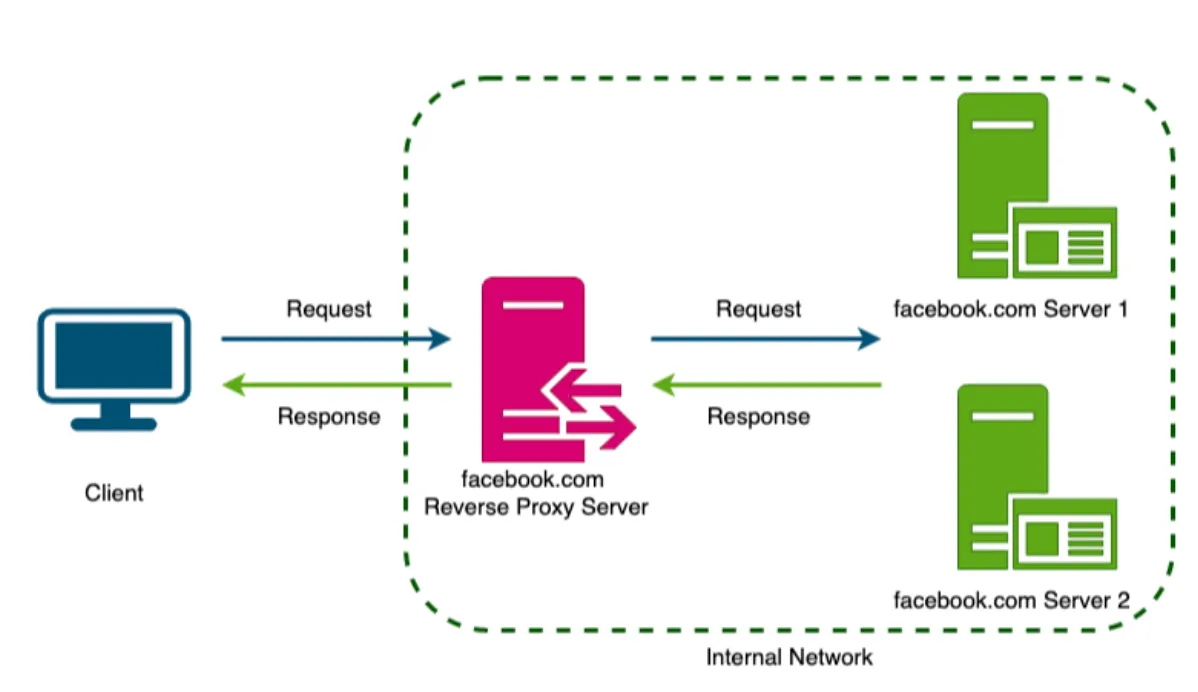 Request
Request
facebook.com Server 1
Response
Response
Client
facebook.com
Reverse Proxy Server
facebook.com Server 2
Internal Network